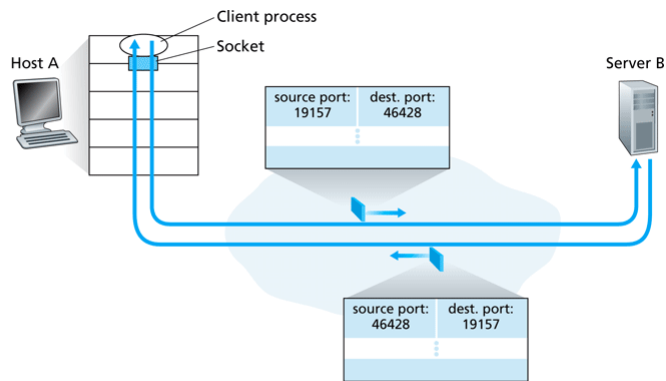 Client process
Socket
Host A
Server B
source port:
19157
dest. port:
46428
source port:
46428
dest. port:
19157